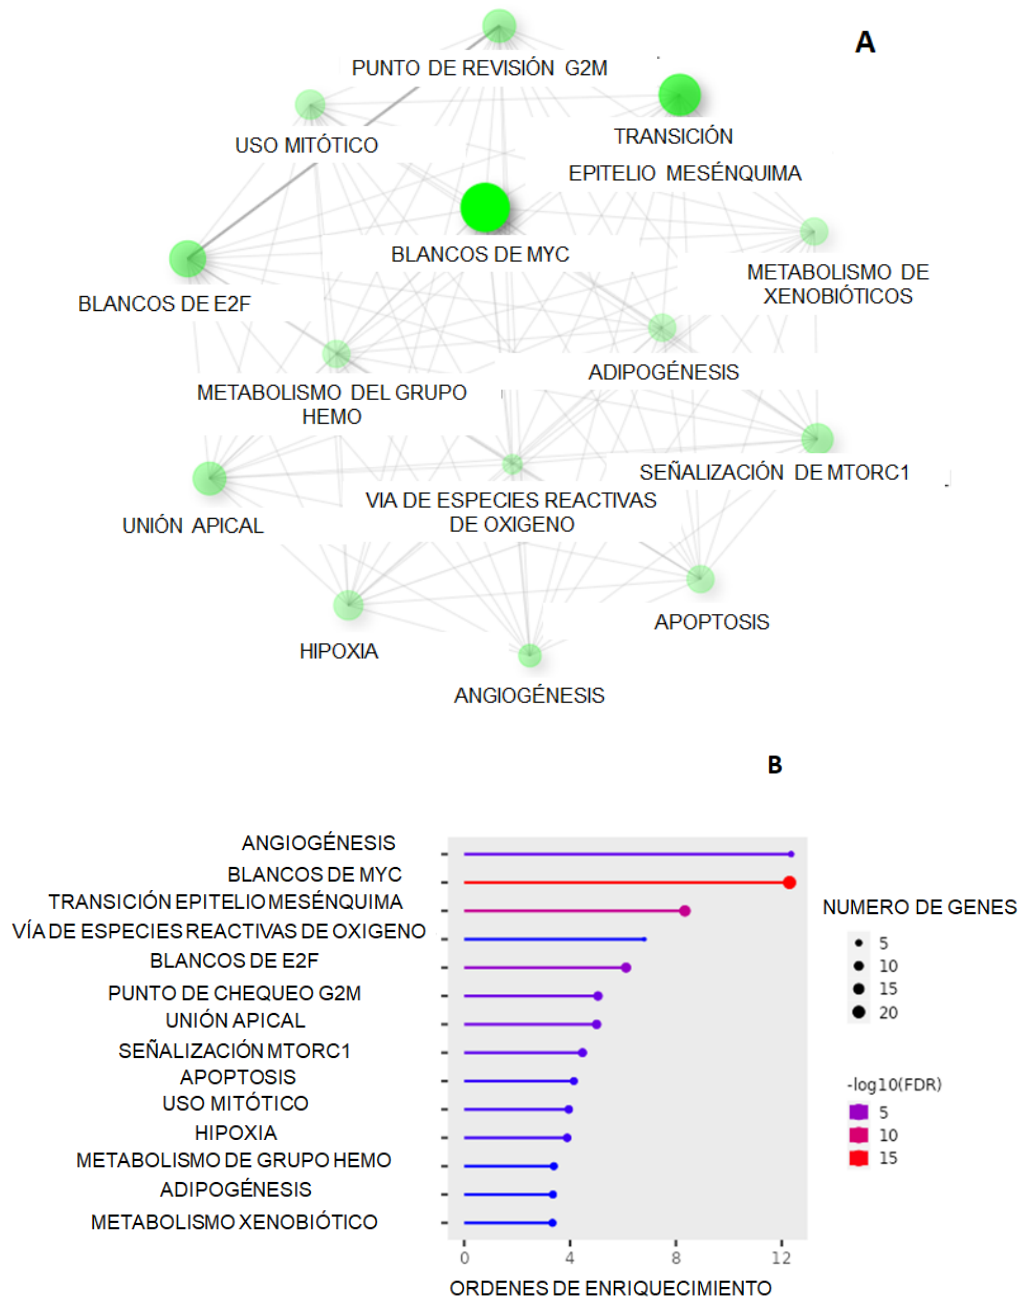 A
PUNTO DE REVISIÓN G2M
USO MITÓTICO
TRANSICIÓN
EPITELIO MESÉNQUIMA
BLANCOS DE MYC
METABOLISMO DE
XENOBIÓTICOS
BLANCOS DE E2F
ADIPOGÉNESIS
METABOLISMO DEL GRUPO
HEMO
SEÑALIZACIÓN DE MTORC1
VIA DE ESPECIES REACTIVAS
DE OXIGENO
UNIÓN APICAL
APOPTOSIS
HIPOXIA
ANGIOGÉNESIS
B
ANGIOGÉNESIS
BLANCOS DE MYC
TRANSICIÓN EPITELIO MESÉNQUIMA
VÍA DE ESPECIES REACTIVAS DE OXIGENO
BLANCOS DE E2F
PUNTO DE CHEQUEO G2M
UNIÓN APICAL
SEÑALIZACIÓN MTORC1
APOPTOSIS
USO MITÓTICO
HIPOXIA
METABOLISMO DE GRUPO HEMO
ADIPOGÉNESIS
METABOLISMO XENOBIÓTICO
0 4 8 12
ORDENES DE ENRIQUECIMIENTO
NUMERO DE GENES
5
10
15
20
-log10(FDR)
5
10
15